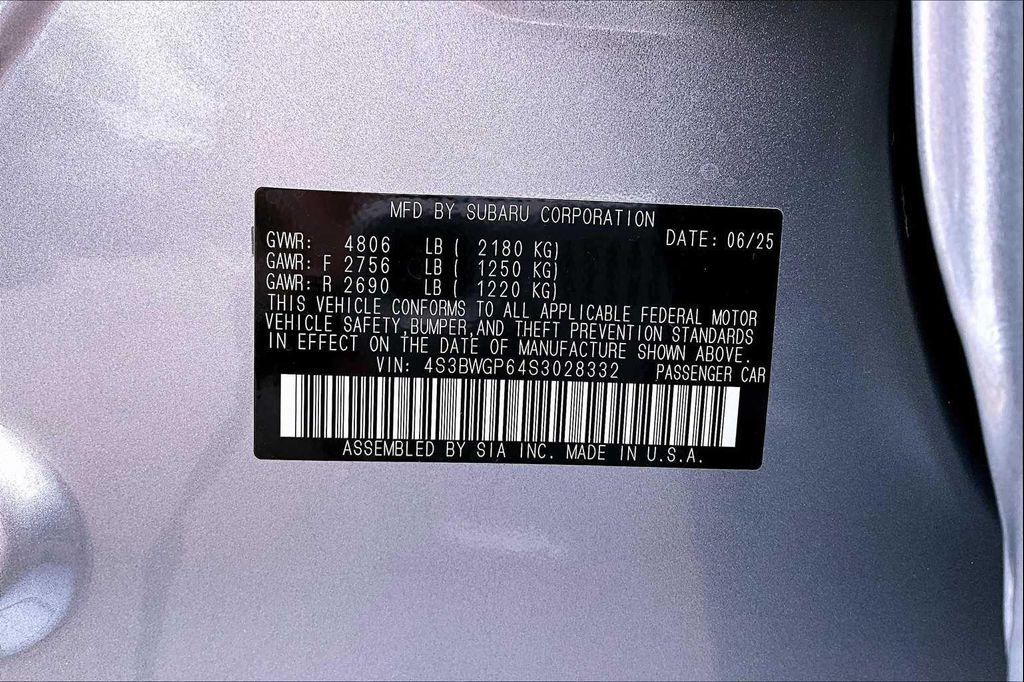 MFD BY SUBARU CORPORATION
GVWR: 4806 LB ( 2180 KG) DATE: 06/25
GAWR: F 2756 LB ( 1250 KG)
GAWR: R 2690 LB ( 1220 KG)
THIS VEHICLE CONFORMS TO ALL APPLICABLE FEDERAL MOTOR
VEHICLE SAFETY, BUMPER, AND THEFT PREVENTION STANDARDS
IN EFFECT ON THE DATE OF MANUFACTURE SHOWN ABOVE.
VIN: 4S3BWGP64S3028332 PASSENGER CAR
ASSEMBLED BY SIA INC. MADE IN U.S.A.